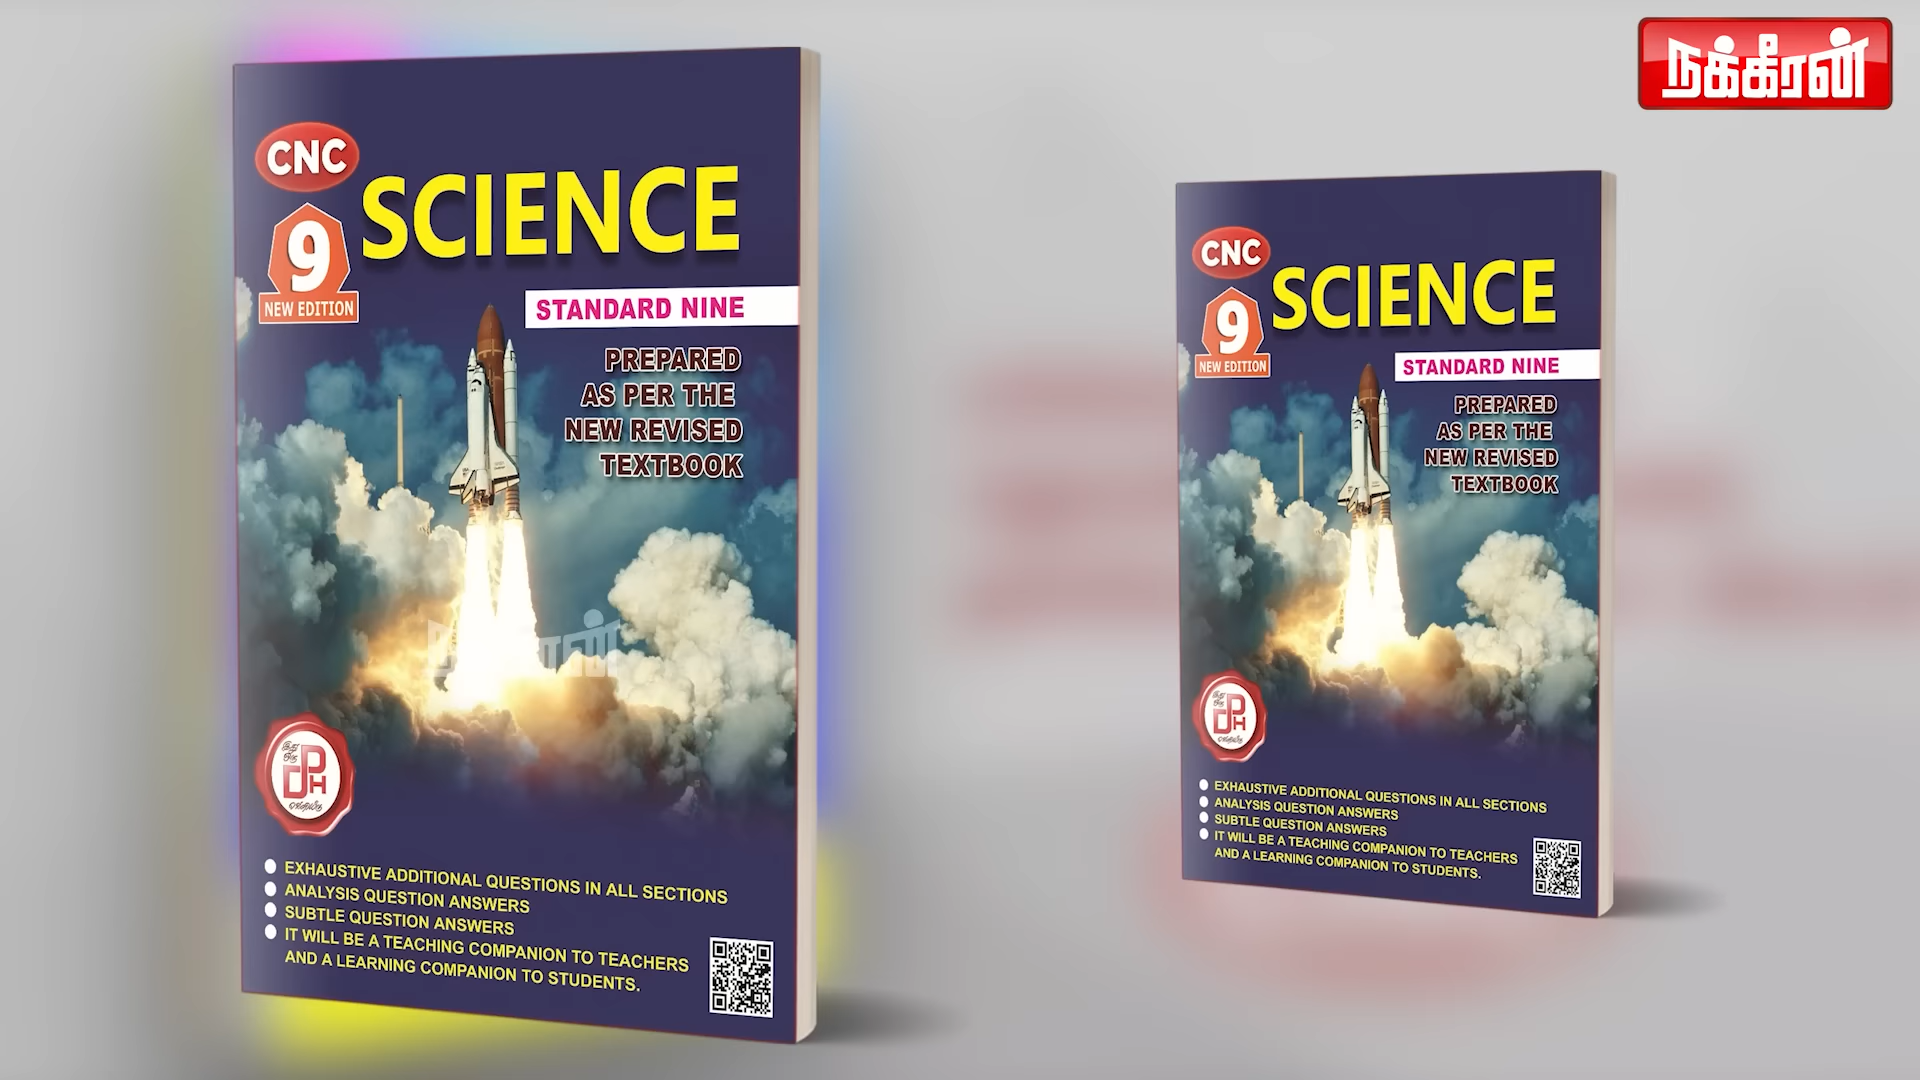 நக்கீரன்
CNC
SCIENCE
9
NEW EDITION
STANDARD NINE
PREPARED
AS PER THE
NEW REVISED
TEXTBOOK
நக்கீரன்
DPH
EXHAUSTIVE ADDITIONAL QUESTIONS IN ALL SECTIONS
ANALYSIS QUESTION ANSWERS
SUBTLE QUESTION ANSWERS
IT WILL BE A TEACHING COMPANION TO TEACHERS
AND A LEARNING COMPANION TO STUDENTS.
CNC
SCIENCE
9
NEW EDITION
STANDARD NINE
PREPARED
AS PER THE
NEW REVISED
TEXTBOOK
DPH
EXHAUSTIVE ADDITIONAL QUESTIONS IN ALL SECTIONS
ANALYSIS QUESTION ANSWERS
SUBTLE QUESTION ANSWERS
IT WILL BE A TEACHING COMPANION TO TEACHERS
AND A LEARNING COMPANION TO STUDENTS.